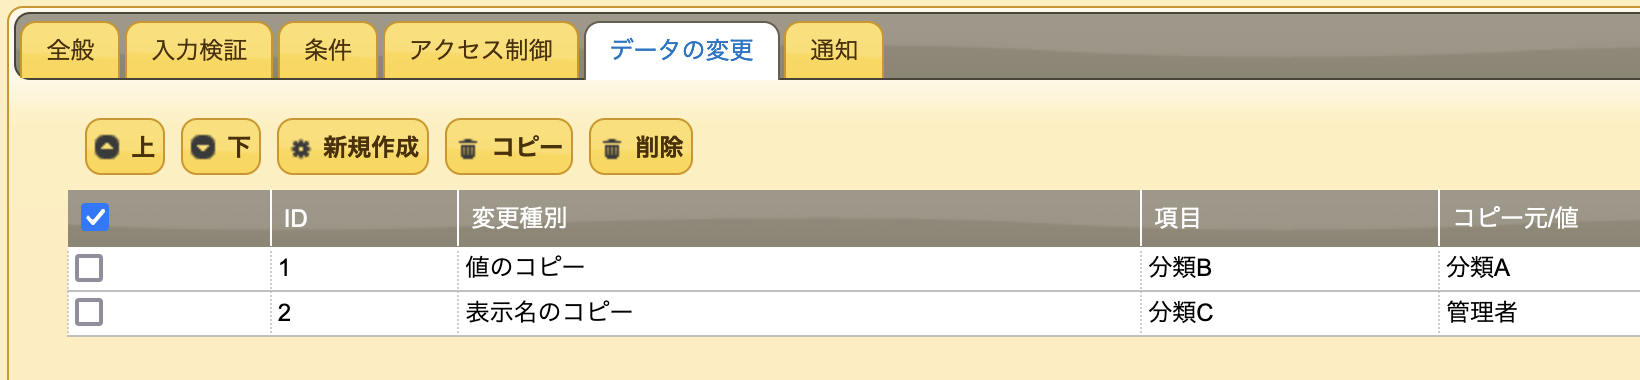 全般 入力検証 条件 アクセス制御 データの変更 通知
上 下 新規作成 コピー 削除
ID 変更種別 項目 コピー元/値
1 値のコピー 分類B 分類A
2 表示名のコピー 分類C 管理者